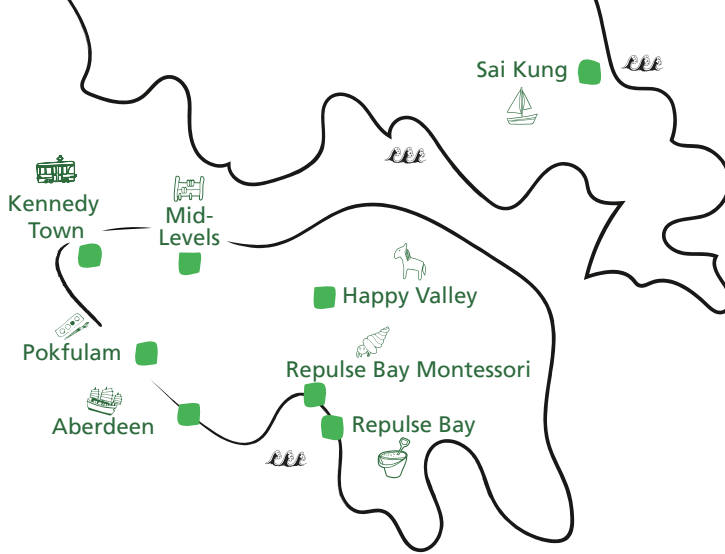 Sai Kung
Kennedy
Town
Mid-
Levels
Happy Valley
Pokfulam
Repulse Bay Montessori
Aberdeen
Repulse Bay